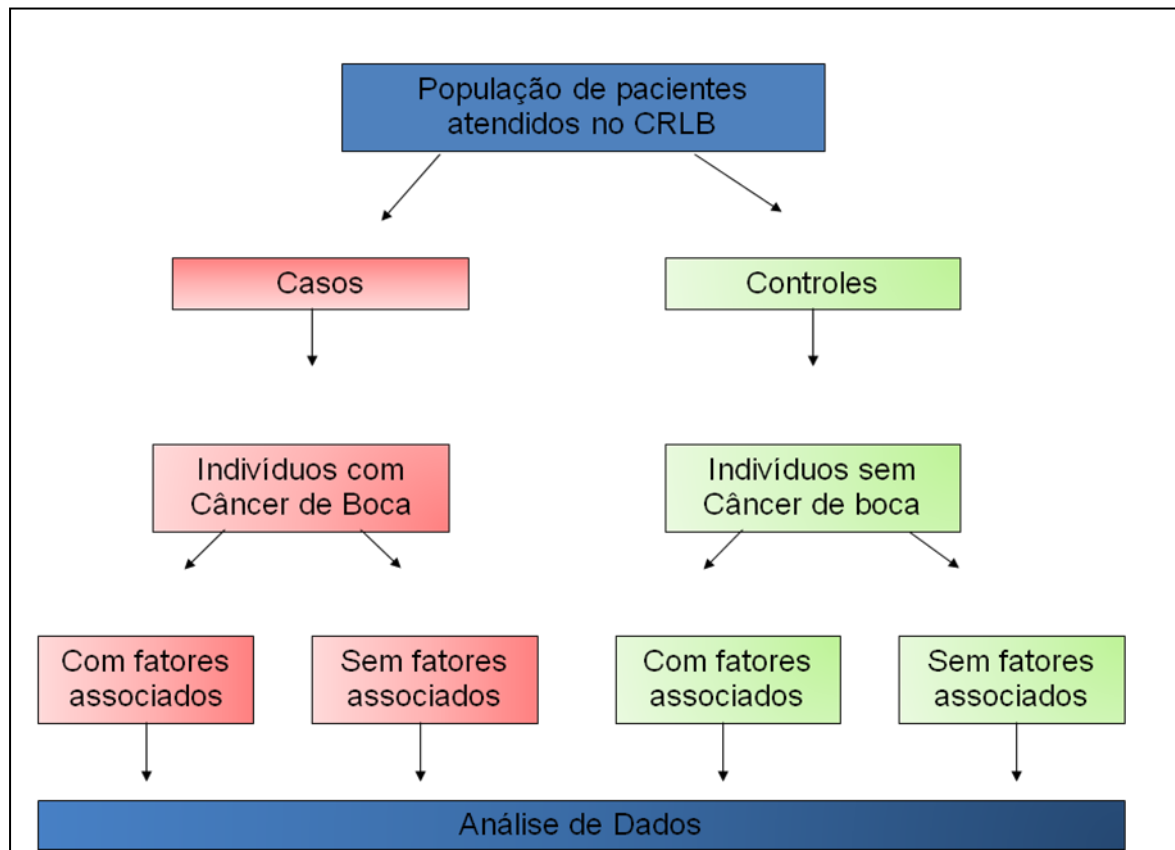 População de pacientes
atendidos no CRLB
Casos
Controles
Indivíduos com
Câncer de Boca
Indivíduos sem
Câncer de boca
Com fatores
associados
Sem fatores
associados
Com fatores
associados
Sem fatores
associados
Análise de Dados